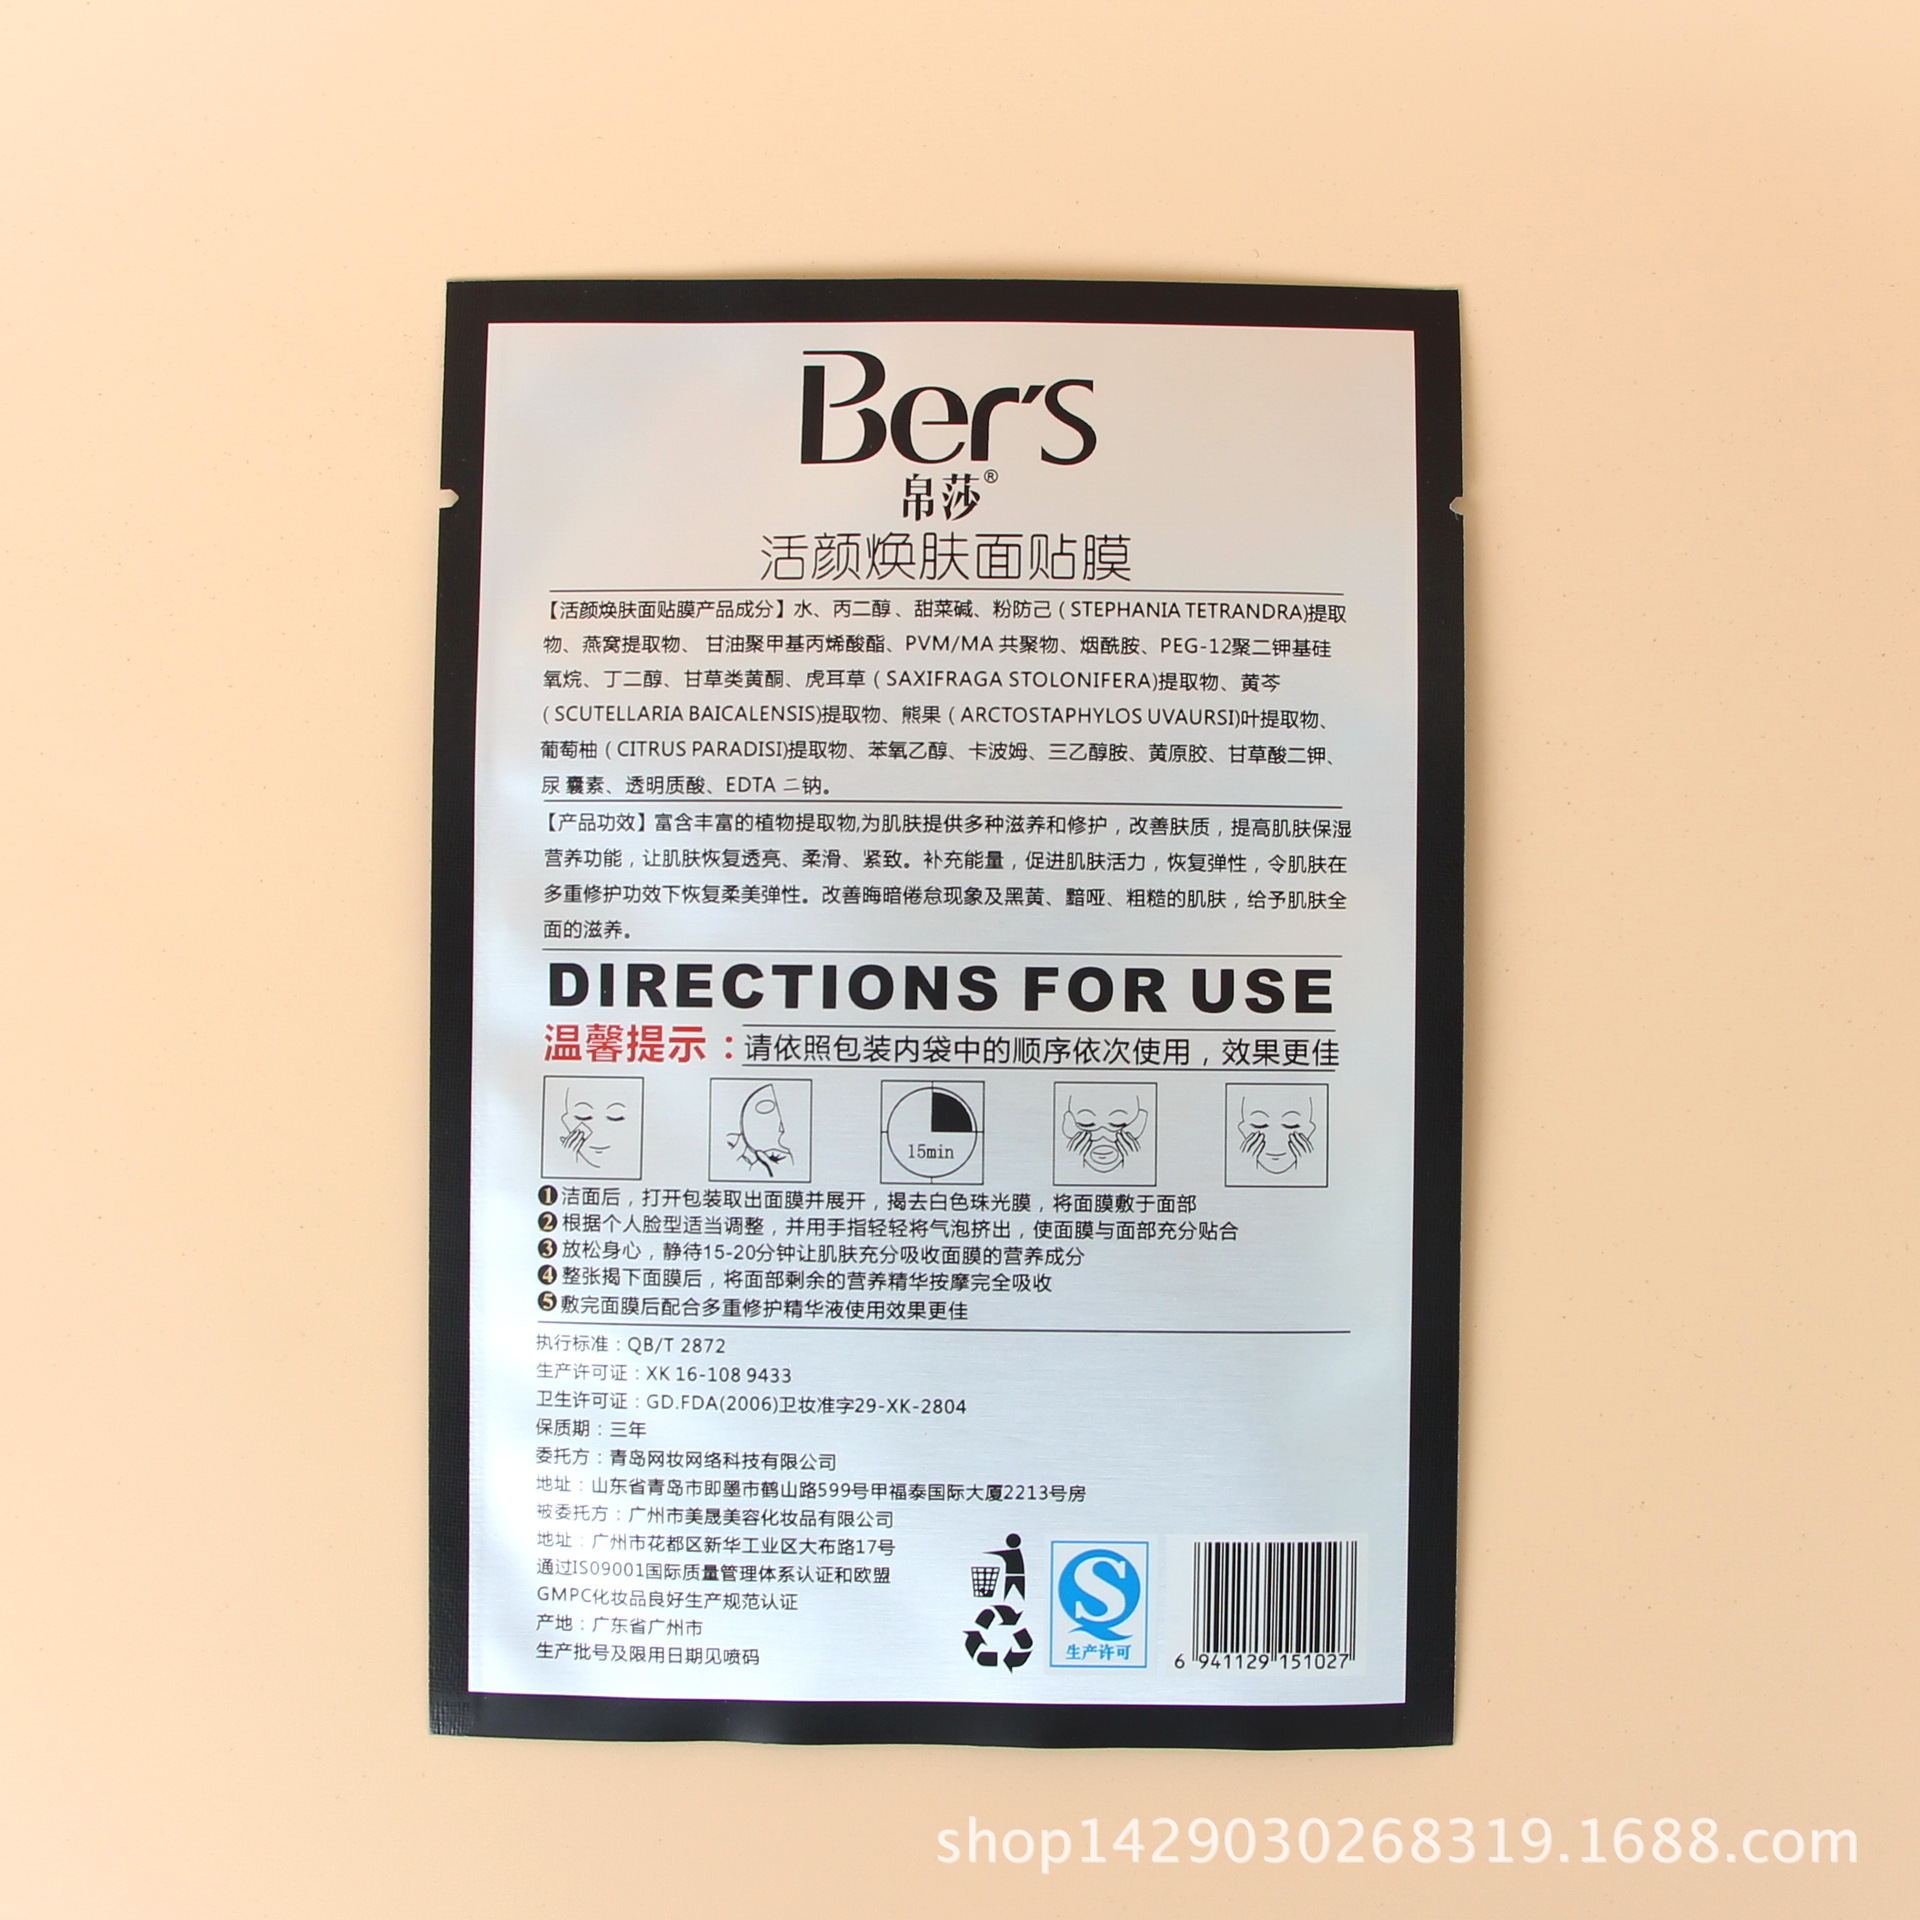 Ber's
帛莎®
活颜焕肤面贴膜
【活颜焕肤面贴膜产品成分】水、丙二醇、甜菜碱、粉防己(STEPHANIA TETRANDRA)提取
物、燕窝提取物、甘油聚甲基丙烯酸酯、PVM/MA 共聚物、烟酰胺、PEG-12聚二钾基硅
氧烷、丁二醇、甘草类黄酮、虎耳草(SAXIFRAGA STOLONIFERA)提取物、黄芩
(SCUTELLARIA BAICALENSIS)提取物、熊果(ARCTOSTAPHYLOS UVAURSI)叶提取物、
葡萄柚(CITRUS PARADISI)提取物、苯氧乙醇、卡波姆、三乙醇胺、黄原胶、甘草酸二钾、
尿囊素、透明质酸、EDTA 二钠。
【产品功效】富含丰富的植物提取物,为肌肤提供多种滋养和修护，改善肤质，提高肌肤保湿
营养功能，让肌肤恢复透亮、柔滑、紧致。补充能量，促进肌肤活力，恢复弹性，令肌肤在
多重修护功效下恢复柔美弹性。改善晦暗倦怠现象及黑黄、黯哑、粗糙的肌肤，给予肌肤全
面的滋养。
DIRECTIONS FOR USE
温馨提示：请依照包装内袋中的顺序依次使用，效果更佳
15min
❶洁面后，打开包装取出面膜并展开，揭去白色珠光膜，将面膜敷于面部
❷根据个人脸型适当调整，并用手指轻轻将气泡挤出，使面膜与面部充分贴合
❸放松身心，静待15-20分钟让肌肤充分吸收面膜的营养成分
❹整张揭下面膜后，将面部剩余的营养精华按摩完全吸收
❺敷完面膜后配合多重修护精华液使用效果更佳
执行标准：QB/T 2872
生产许可证：XK 16-108 9433
卫生许可证：GD.FDA(2006)卫妆准字29-XK-2804
保质期：三年
委托方：青岛网妆网络科技有限公司
地址：山东省青岛市即墨市鹤山路599号甲福泰国际大厦2213号房
被委托方：广州市美晟美容化妆品有限公司
地址：广州市花都区新华工业区大布路17号
通过IS09001国际质量管理体系认证和欧盟
GMPC化妆品良好生产规范认证
产地：广东省广州市
生产批号及限用日期见喷码
生产许可
6 941129 151027
shop1429030268319.1688.com